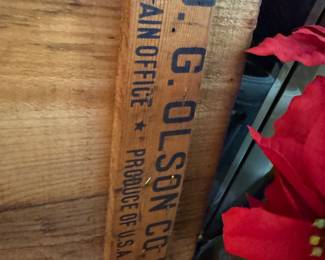 . G. OLSON CO.
AIN OFFICE ★ PRODUCE OF U.S.A.